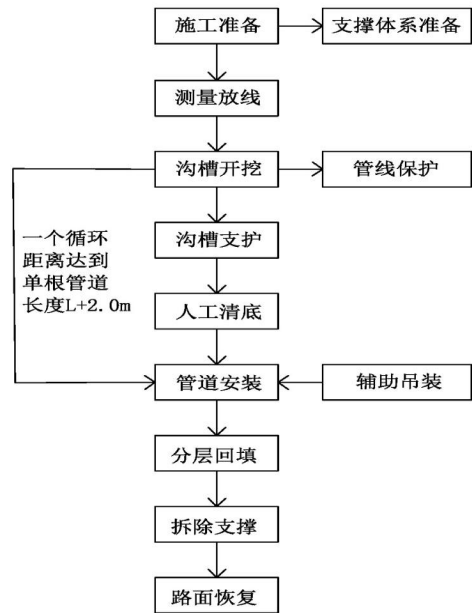 施工准备
支撑体系准备
测量放线
沟槽开挖
管线保护
一个循环
距离达到
单根管道
长度L+2.0m
沟槽支护
人工清底
管道安装
辅助吊装
分层回填
拆除支撑
路面恢复